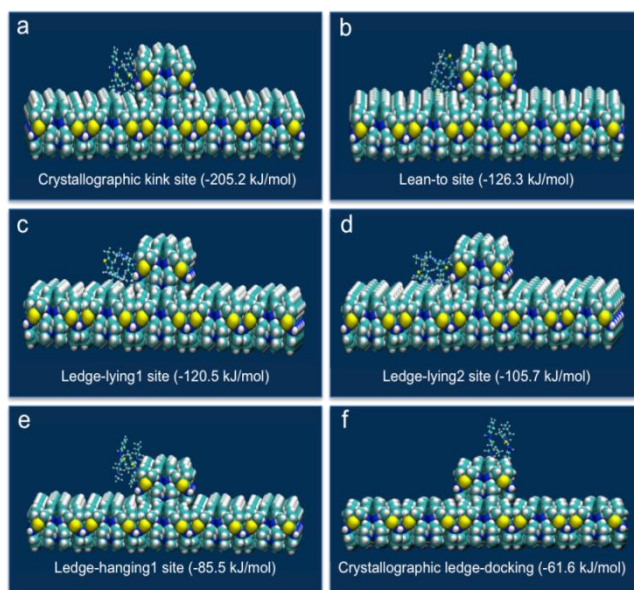 a
b
Crystallographic kink site (-205.2 kJ/mol)
Lean-to site (-126.3 kJ/mol)
c
d
Ledge-lying1 site (-120.5 kJ/mol)
Ledge-lying2 site (-105.7 kJ/mol)
e
f
Ledge-hanging1 site (-85.5 kJ/mol)
Crystallographic ledge-docking (-61.6 kJ/mol)